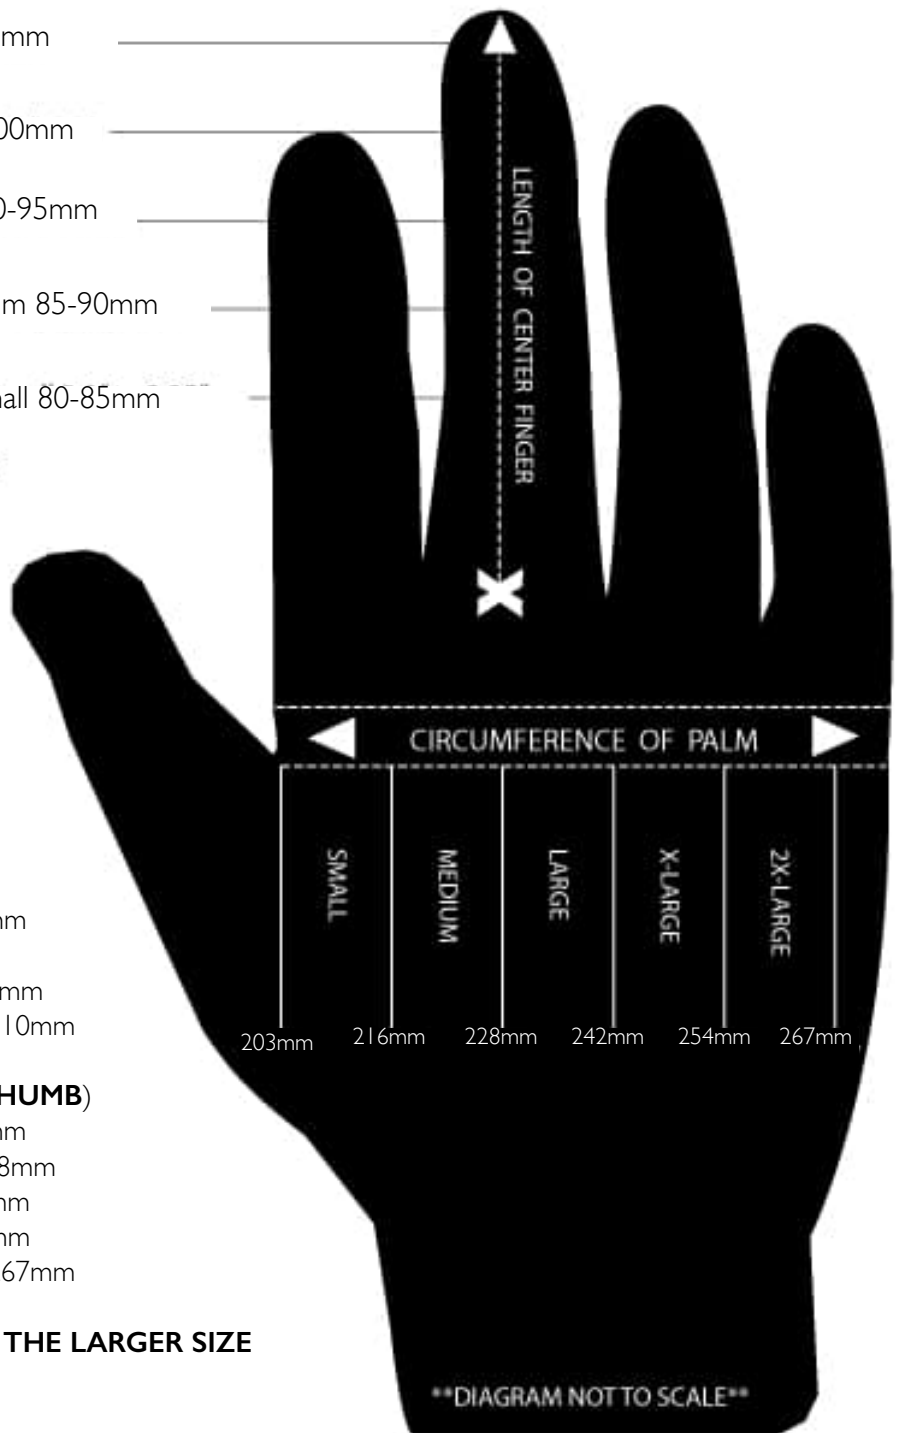 mm
00mm
0-95mm
m 85-90mm
all 80-85mm
LENGTH OF CENTER FINGER
CIRCUMFERENCE OF PALM
SMALL
MEDIUM
LARGE
X-LARGE
2X-LARGE
203mm
216mm
228mm
242mm
254mm
267mm
mm
mm
10mm
HUMB)
mm
8mm
mm
mm
67mm
THE LARGER SIZE
**DIAGRAM NOT TO SCALE**